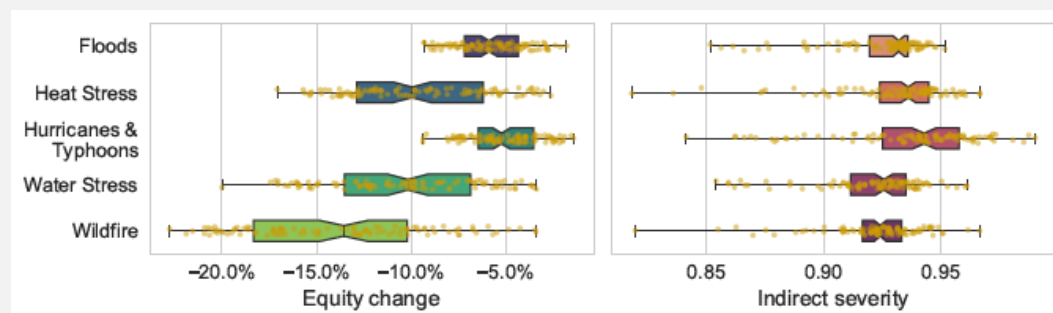 Floods
Heat Stress
Hurricanes &
Typhoons
Water Stress
Wildfire
−20.0% −15.0% −10.0% −5.0%
Equity change
0.85 0.90 0.95
Indirect severity